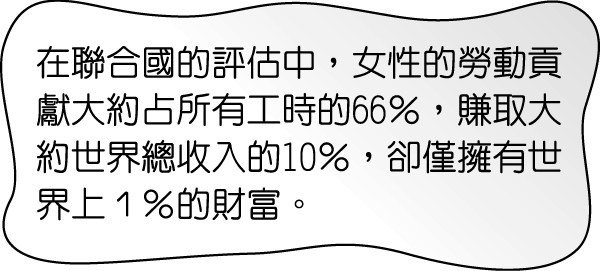 在聯合國的評估中，女性的勞動貢
獻大約占所有工時的66％，賺取大
約世界總收入的10％，卻僅擁有世
界上１％的財富。